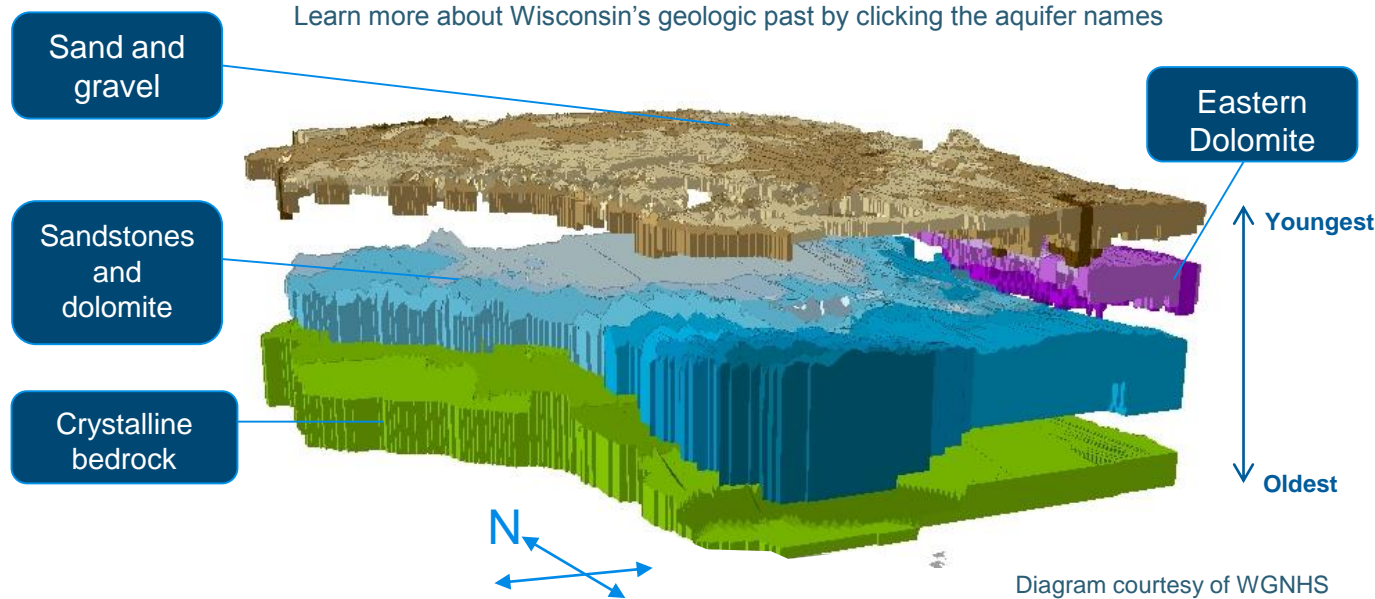 Learn more about Wisconsin’s geologic past by clicking the aquifer names
Sand and
gravel
Eastern
Dolomite
Sandstones
and
dolomite
Youngest
Crystalline
bedrock
Oldest
N
Diagram courtesy of WGNHS